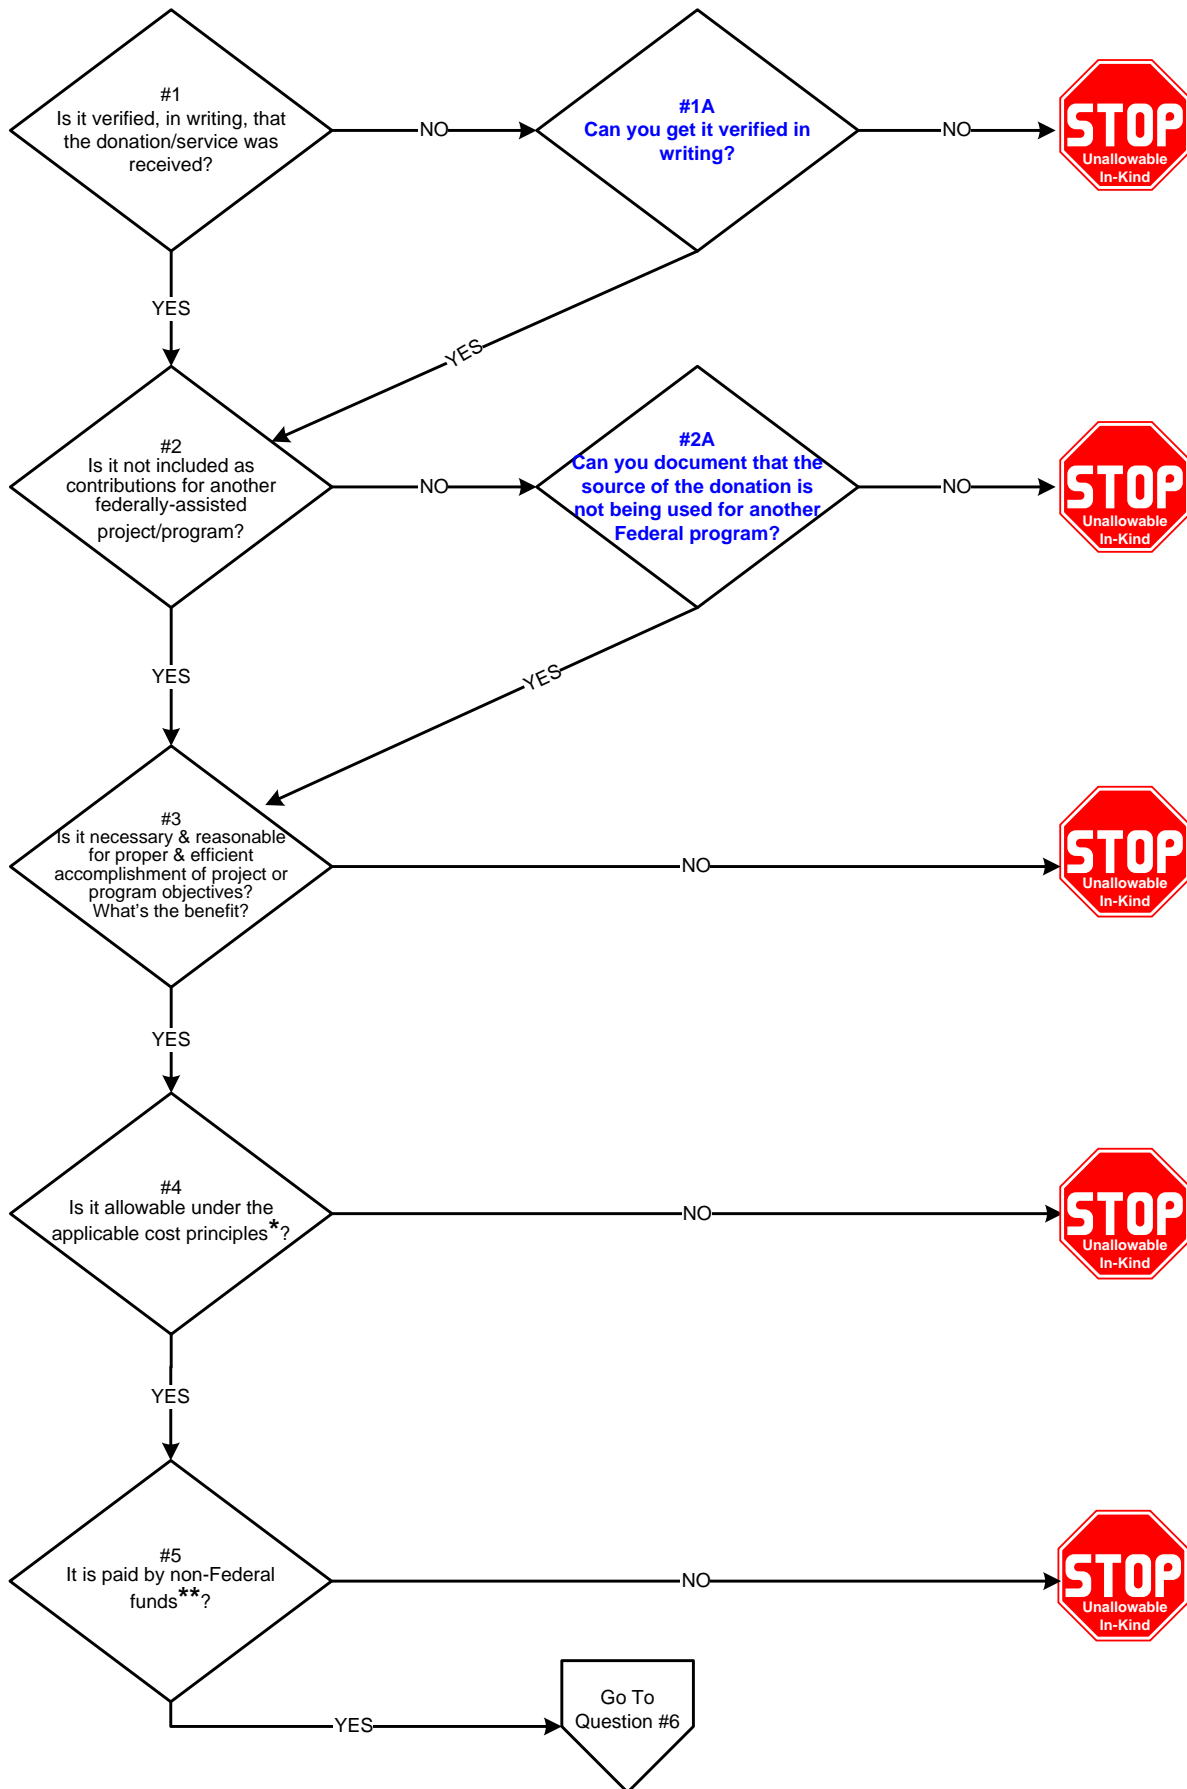 #1
Is it verified, in writing, that
the donation/service was
received?
NO
#1A
Can you get it verified in
writing?
NO
STOP
Unallowable
In-Kind
YES
YES
#2
Is it not included as
contributions for another
federally-assisted
project/program?
NO
#2A
Can you document that the
source of the donation is
not being used for another
Federal program?
NO
STOP
Unallowable
In-Kind
YES
YES
#3
Is it necessary & reasonable
for proper & efficient
accomplishment of project or
program objectives?
What's the benefit?
NO
STOP
Unallowable
In-Kind
YES
#4
Is it allowable under the
applicable cost principles*?
NO
STOP
Unallowable
In-Kind
YES
#5
It is paid by non-Federal
funds**?
NO
STOP
Unallowable
In-Kind
YES
Go To
Question #6